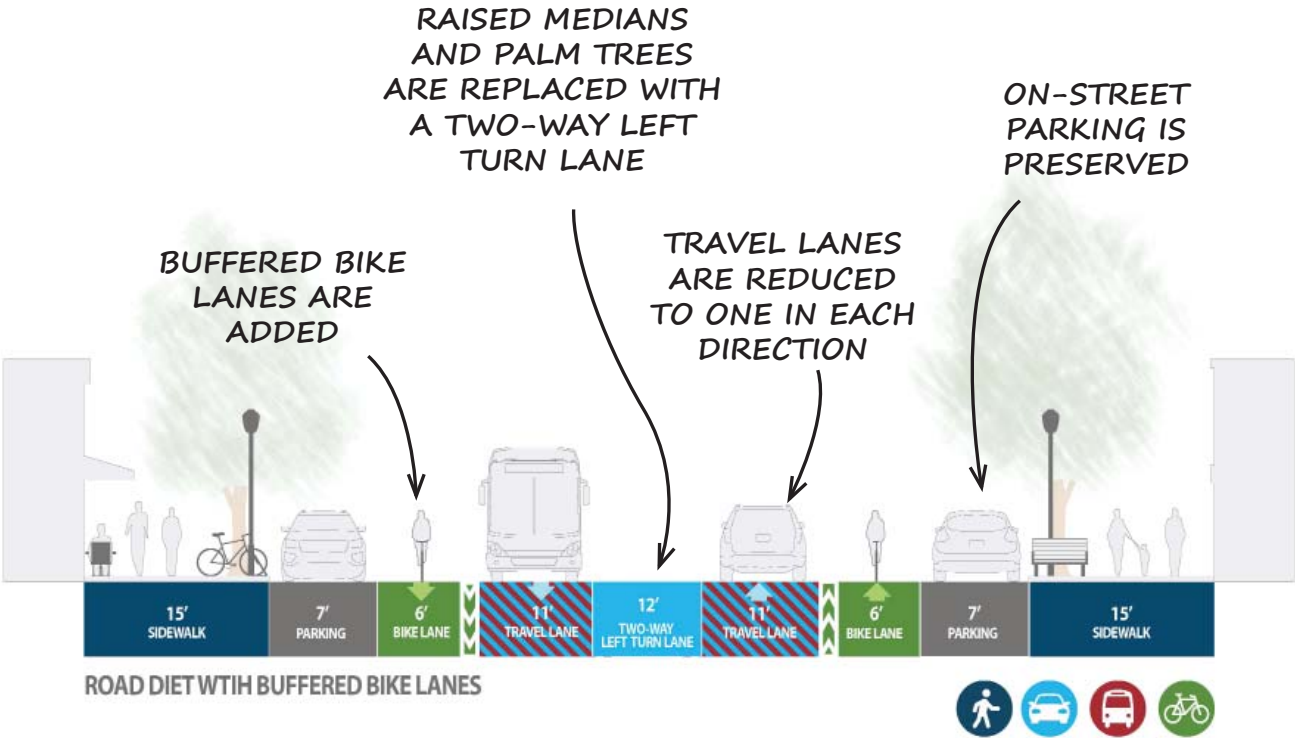 RAISED MEDIANS
AND PALM TREES
ARE REPLACED WITH
A TWO-WAY LEFT
TURN LANE
ON-STREET
PARKING IS
PRESERVED
BUFFERED BIKE
LANES ARE
ADDED
TRAVEL LANES
ARE REDUCED
TO ONE IN EACH
DIRECTION
15'
SIDEWALK
7'
PARKING
6'
BIKE LANE
11'
TRAVEL LANE
12'
TWO-WAY
LEFT TURN LANE
11'
TRAVEL LANE
6'
BIKE LANE
7'
PARKING
15'
SIDEWALK
ROAD DIET WTIH BUFFERED BIKE LANES